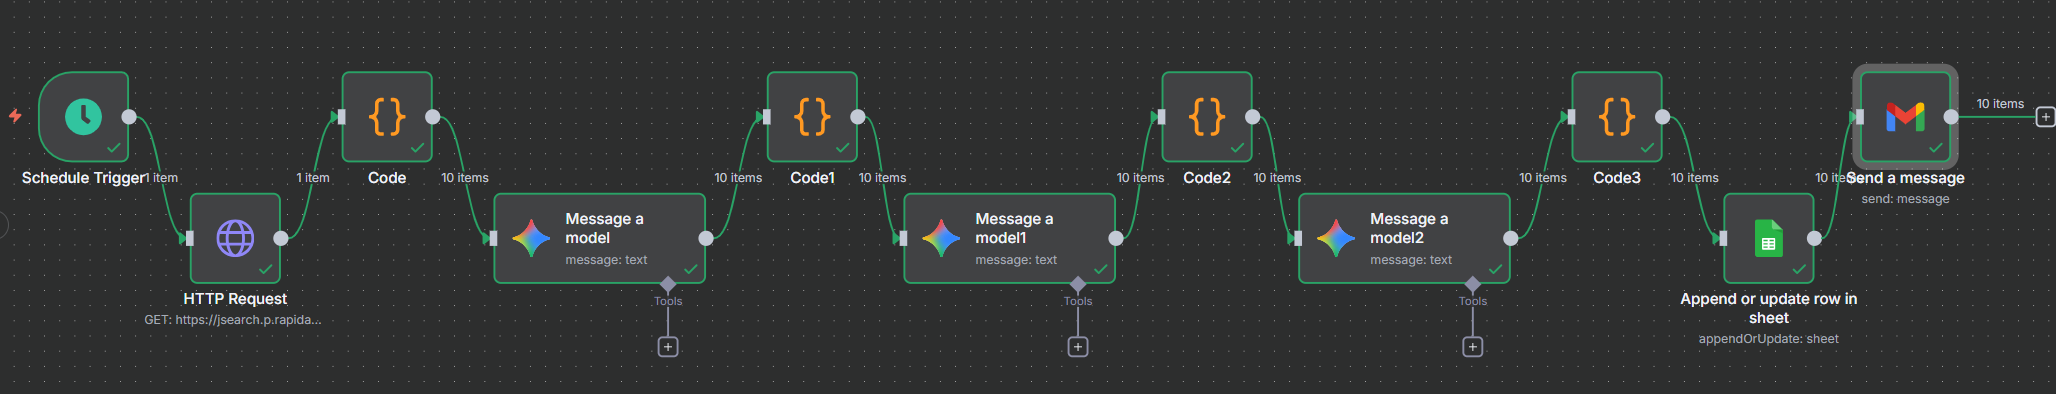 Schedule Trigger
1 item
HTTP Request
GET: https://jsearch.p.rapida...
1 item
Code
10 items
Message a
model
message: text
Tools
10 items
Code1
10 items
Message a
model1
message: text
Tools
10 items
Code2
10 items
Message a
model2
message: text
Tools
10 items
Code3
10 items
Append or update row in
sheet
appendOrUpdate: sheet
Send a message
send: message
10 items